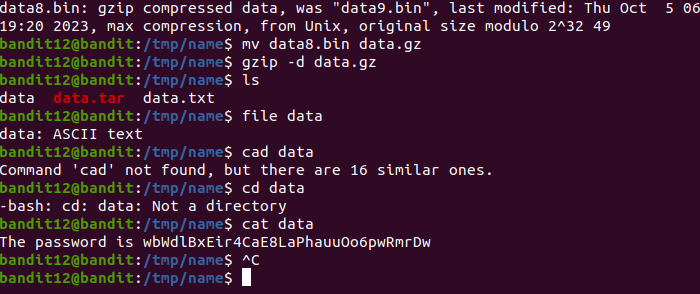 data8.bin: gzip compressed data, was "data9.bin", last modified: Thu Oct  5 06
19:20 2023, max compression, from Unix, original size modulo 2^32 49
bandit12@bandit:/tmp/name$ mv data8.bin data.gz
bandit12@bandit:/tmp/name$ gzip -d data.gz
bandit12@bandit:/tmp/name$ ls
data  data.tar  data.txt
bandit12@bandit:/tmp/name$ file data
data: ASCII text
bandit12@bandit:/tmp/name$ cad data
Command 'cad' not found, but there are 16 similar ones.
bandit12@bandit:/tmp/name$ cd data
-bash: cd: data: Not a directory
bandit12@bandit:/tmp/name$ cat data
The password is wbWdlBxEir4CaE8LaPhauuOo6pwRmrDw
bandit12@bandit:/tmp/name$ ^C
bandit12@bandit:/tmp/name$